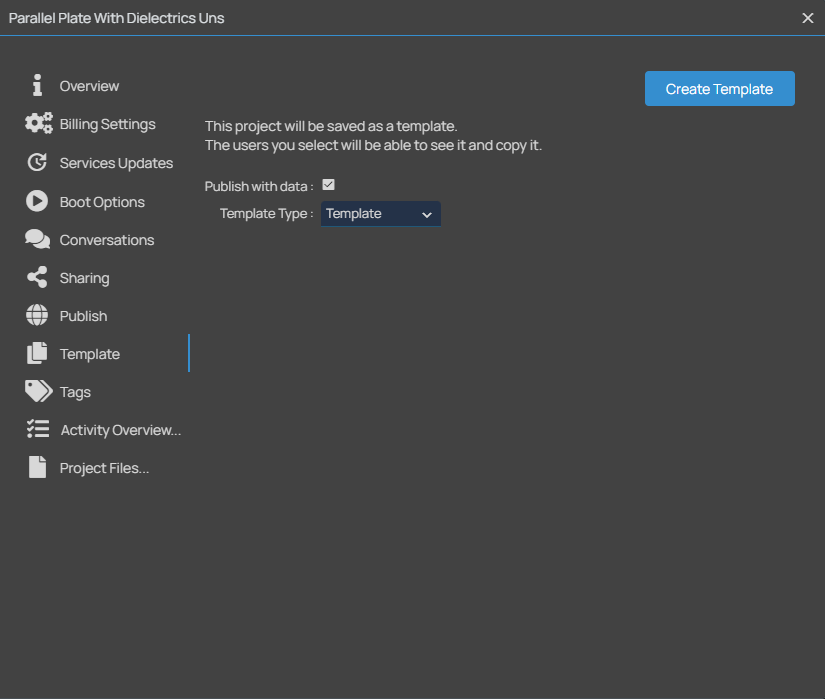 Parallel Plate With Dielectrics Uns
Overview
Billing Settings
Services Updates
Boot Options
Conversations
Sharing
Publish
Template
Tags
Activity Overview...
Project Files...
Create Template
This project will be saved as a template.
The users you select will be able to see it and copy it.
Publish with data :
Template Type : Template